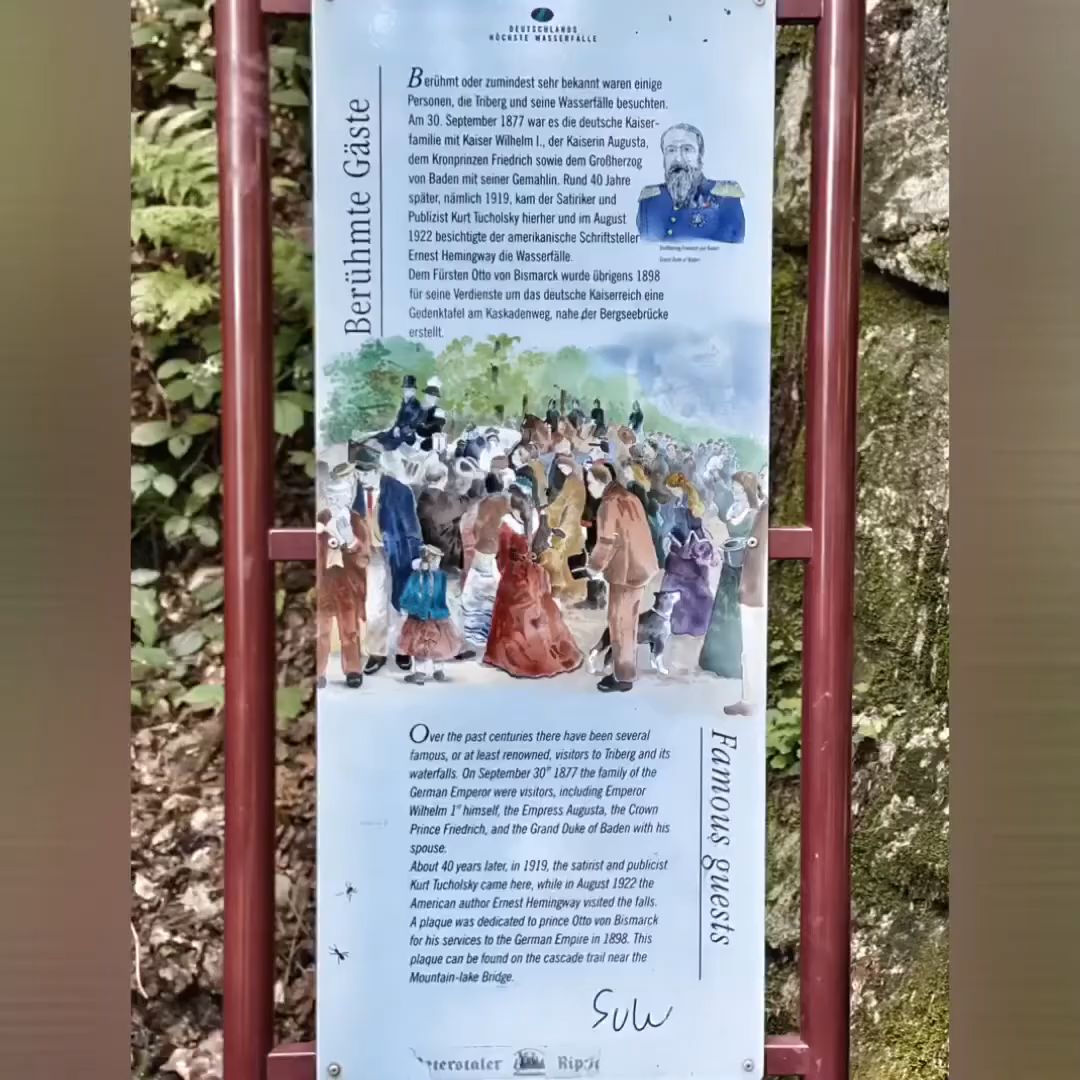 DEUTSCHLANDS
HÖCHSTE WASSERFÄLLE
Berühmte Gäste
Berühmt oder zumindest sehr bekannt waren einige
Personen, die Triberg und seine Wasserfälle besuchten.
Am 30. September 1877 war es die deutsche Kaiser-
familie mit Kaiser Wilhelm I., der Kaiserin Augusta,
dem Kronprinzen Friedrich sowie dem Großherzog
von Baden mit seiner Gemahlin. Rund 40 Jahre
später, nämlich 1919, kam der Satiriker und
Publizist Kurt Tucholsky hierher und im August
1922 besichtigte der amerikanische Schriftsteller
Ernest Hemingway die Wasserfälle.
Dem Fürsten Otto von Bismarck wurde übrigens 1898
für seine Verdienste um das deutsche Kaiserreich eine
Gedenktafel am Kaskadenweg, nahe der Bergseebrücke
erstellt.
Großherzog Friedrich von Baden
Grand Duke of Baden
Over the past centuries there have been several
famous, or at least renowned, visitors to Triberg and its
waterfalls. On September 30th 1877 the family of the
German Emperor were visitors, including Emperor
Wilhelm 1st himself, the Empress Augusta, the Crown
Prince Friedrich, and the Grand Duke of Baden with his
spouse.
About 40 years later, in 1919, the satirist and publicist
Kurt Tucholsky came here, while in August 1922 the
American author Ernest Hemingway visited the falls.
A plaque was dedicated to prince Otto von Bismarck
for his services to the German Empire in 1898. This
plaque can be found on the cascade trail near the
Mountain-lake Bridge.
Famous guests